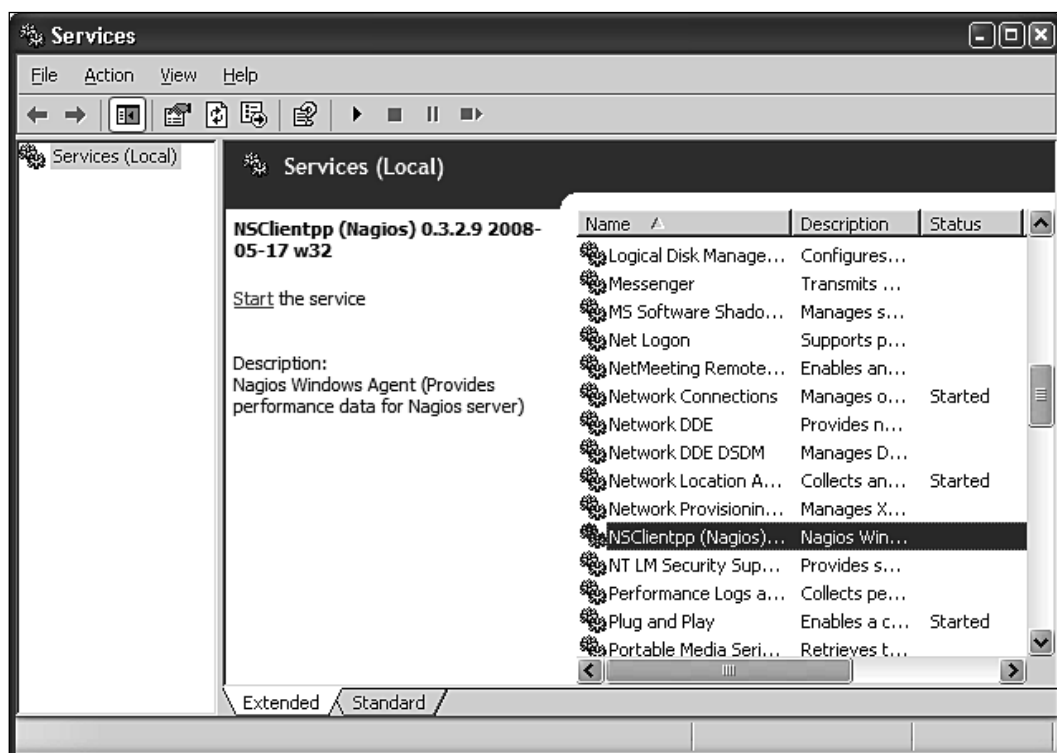 Services
File Action View Help
Services (Local)
Services (Local)
NSClientpp (Nagios) 0.3.2.9 2008-
05-17 w32
Start the service
Description:
Nagios Windows Agent (Provides
performance data for Nagios server)
Name Description Status
Logical Disk Manage... Configures...
Messenger Transmits ...
MS Software Shado... Manages s...
Net Logon Supports p...
NetMeeting Remote... Enables an...
Network Connections Manages o... Started
Network DDE Provides n...
Network DDE DSDM Manages D...
Network Location A... Collects an... Started
Network Provisionin... Manages X...
NSClientpp (Nagios)... Nagios Win...
NT LM Security Sup... Provides s...
Performance Logs a... Collects pe...
Plug and Play Enables a c... Started
Portable Media Seri... Retrieves t...
Extended Standard